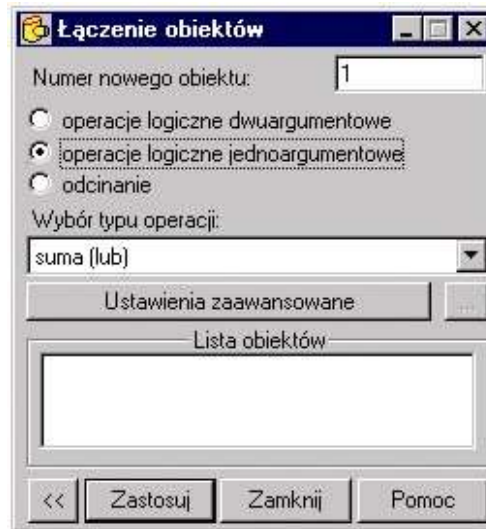 Łączenie obiektów
Numer nowego obiektu: 1
operacje logiczne dwuargumentowe
operacje logiczne jednoargumentowe
odcinanie
Wybór typu operacji:
suma (lub)
Ustawienia zaawansowane ...
Lista obiektów
<< Zastosuj Zamknij Pomoc